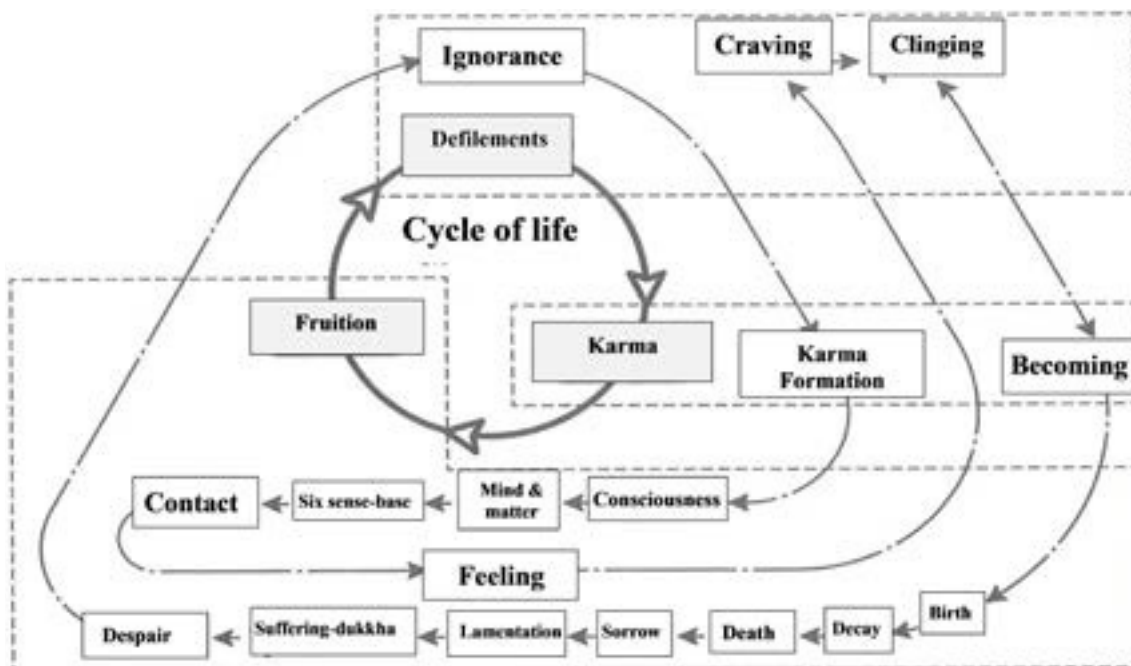 Ignorance
Craving
Clinging
Defilements
Cycle of life
Fruition
Karma
Karma
Formation
Becoming
Contact
Six sense-base
Mind &
matter
Consciousness
Feeling
Despair
Suffering-dukkha
Lamentation
Sorrow
Death
Decay
Birth